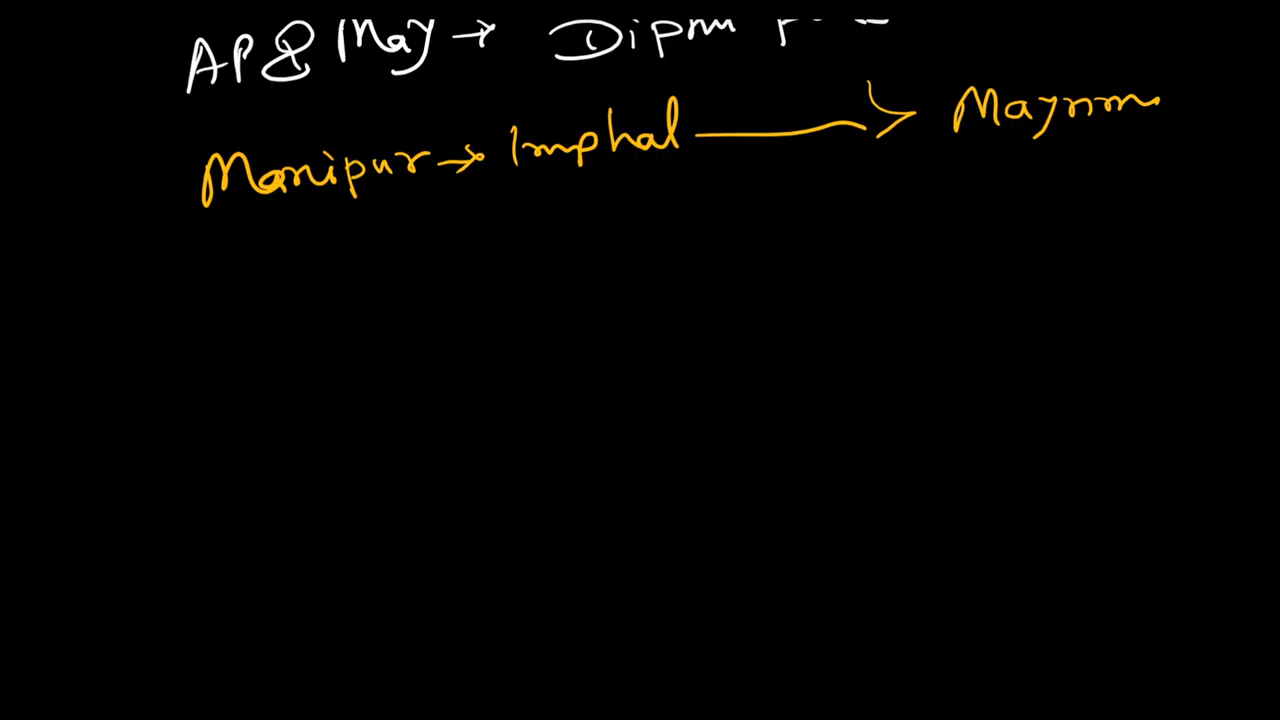 AP & May → Dipm
Manipur → Imphal → Maynm